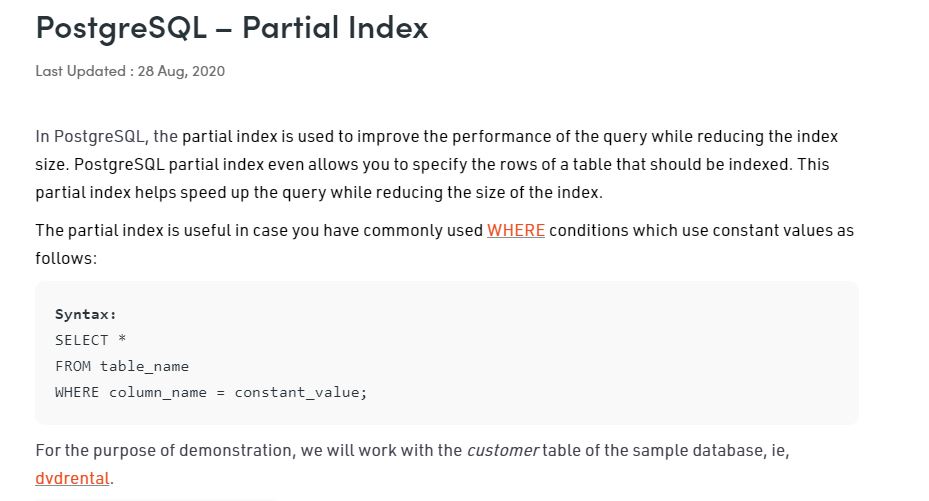 PostgreSQL – Partial Index
Last Updated : 28 Aug, 2020
In PostgreSQL, the partial index is used to improve the performance of the query while reducing the index
size. PostgreSQL partial index even allows you to specify the rows of a table that should be indexed. This
partial index helps speed up the query while reducing the size of the index.
The partial index is useful in case you have commonly used WHERE conditions which use constant values as
follows:
Syntax:
SELECT *
FROM table_name
WHERE column_name = constant_value;
For the purpose of demonstration, we will work with the customer table of the sample database, ie,
dvdrental.